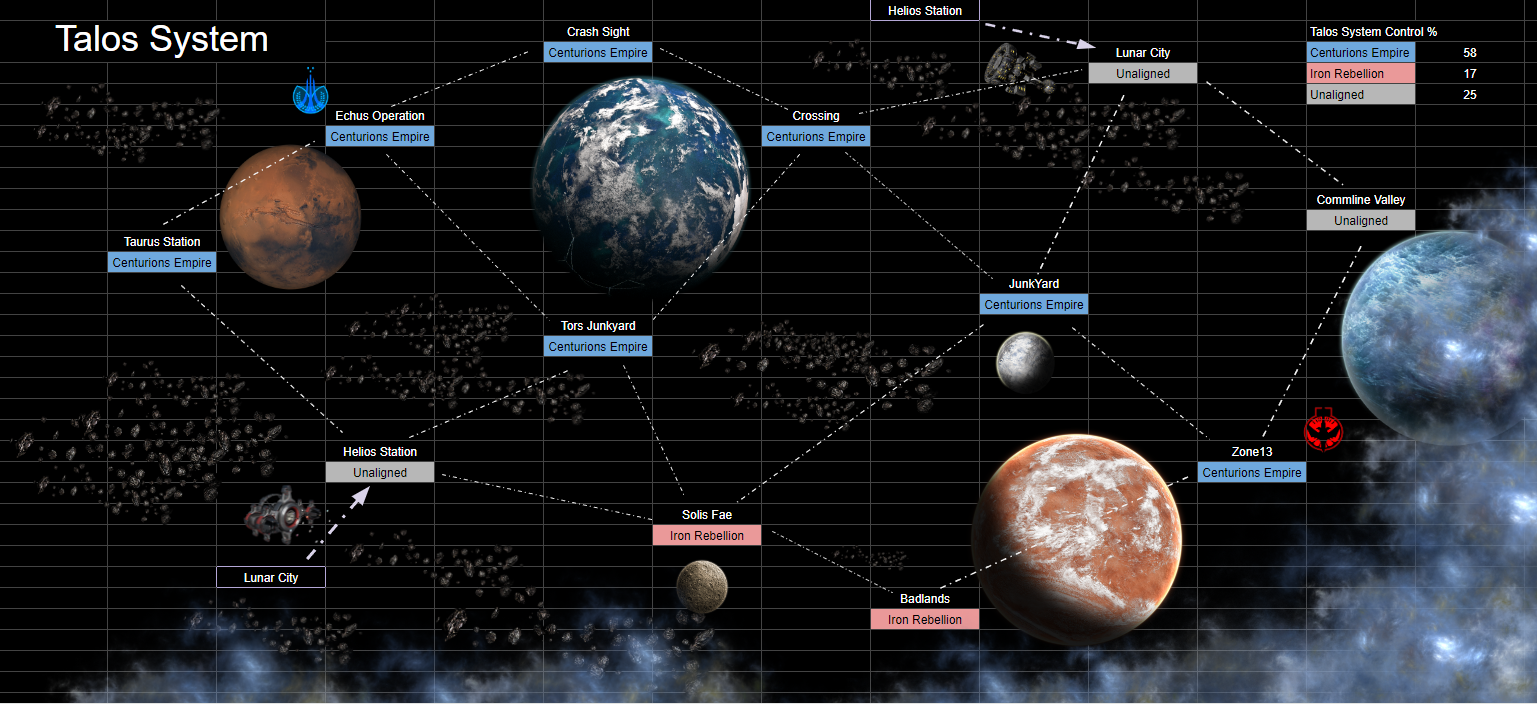 Helios Station
Talos System
Crash Sight
Centurions Empire
Lunar City
Unaligned
Talos System Control %
Centurions Empire 58
Iron Rebellion 17
Unaligned 25
Echus Operation
Centurions Empire
Crossing
Centurions Empire
Commline Valley
Unaligned
Taurus Station
Centurions Empire
JunkYard
Centurions Empire
Tors Junkyard
Centurions Empire
Helios Station
Unaligned
Zone13
Centurions Empire
Solis Fae
Iron Rebellion
Lunar City
Badlands
Iron Rebellion